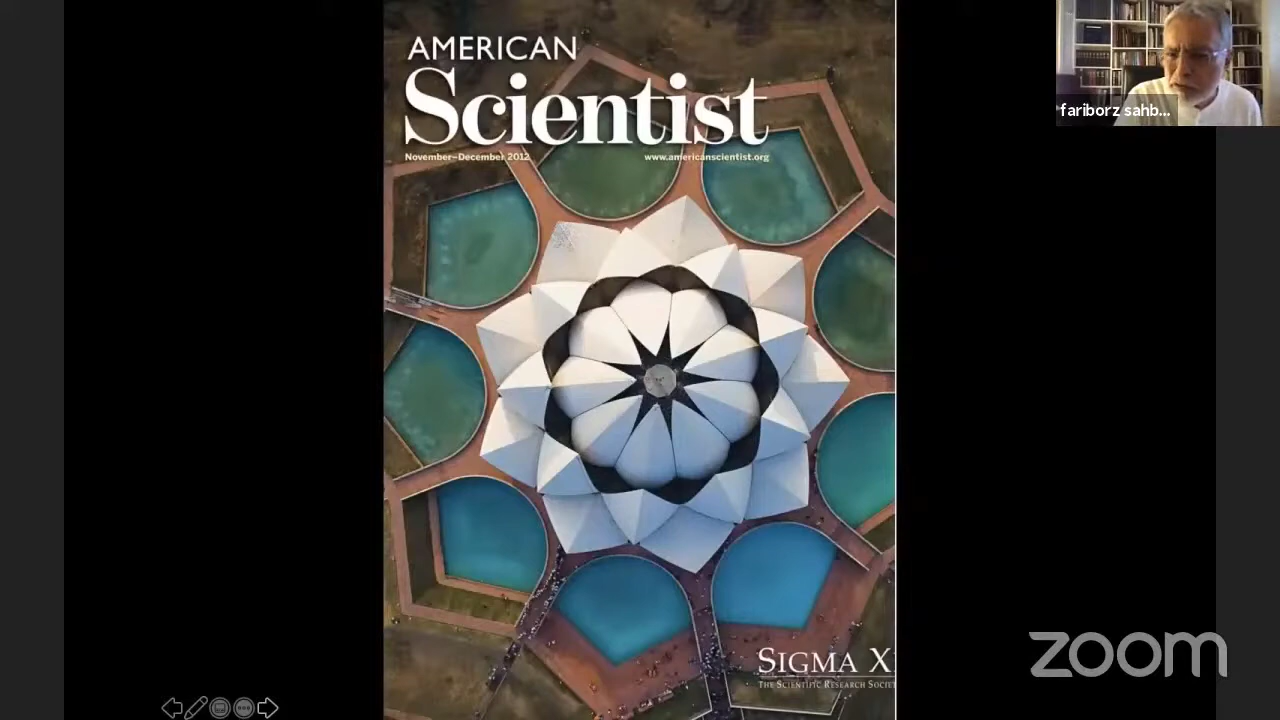 AMERICAN
Scientist
November–December 2012 www.americanscientist.org
fariborz sahb...
SIGMA X
THE SCIENTIFIC RESEARCH SOCIET
zoom